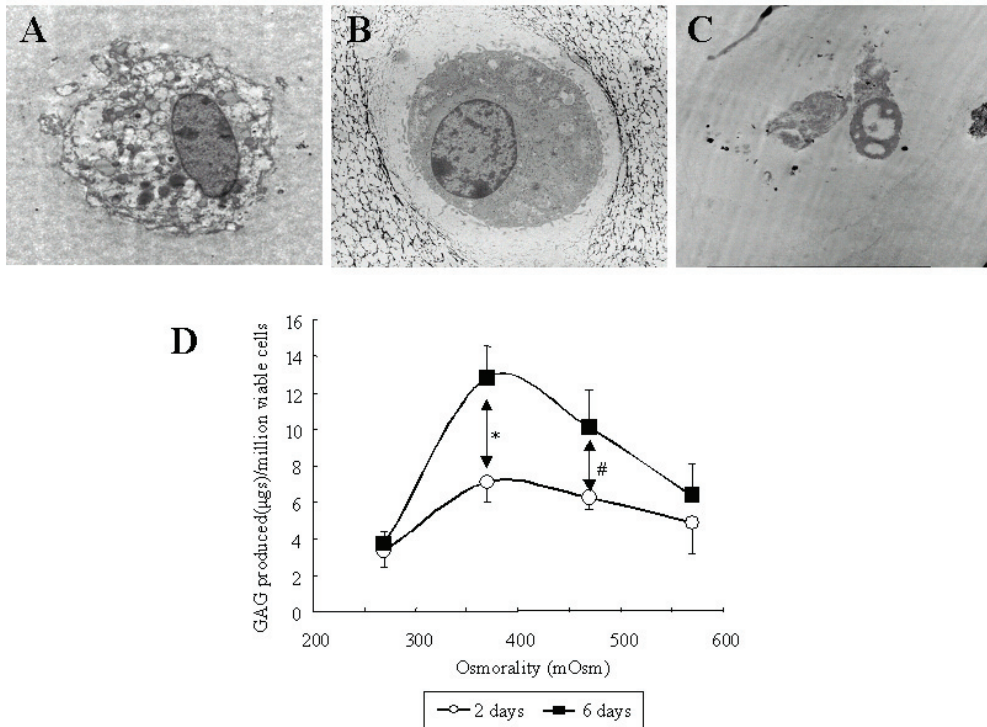 A
B
C
D
GAG produced(μgs)/million viable cells
16
14
12
10
8
6
4
2
0
*
#
200 300 400 500 600
Osmorality (mOsm)
2 days 6 days